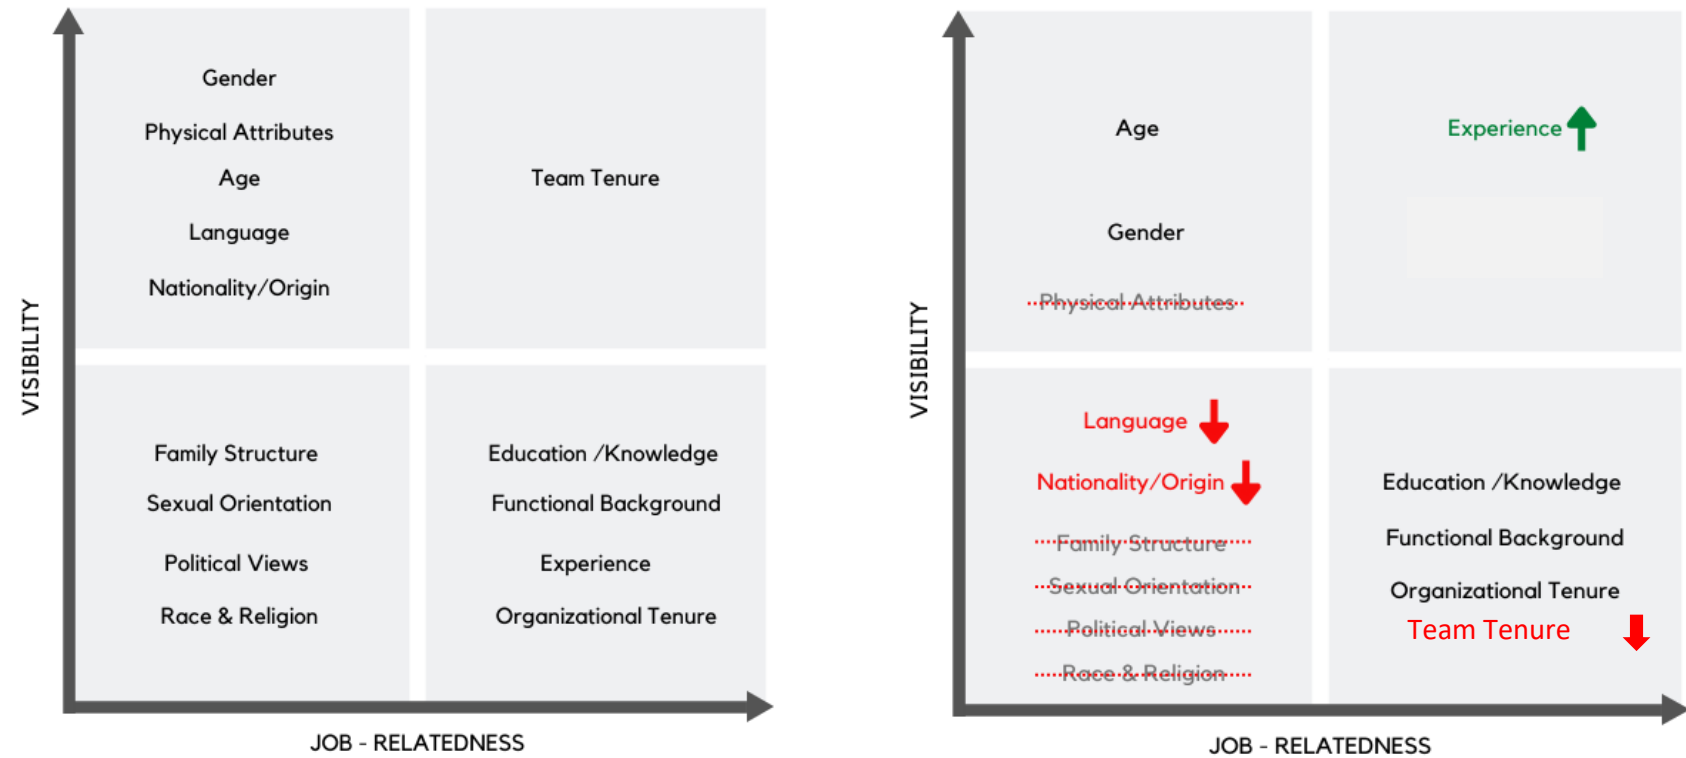 Gender
Physical Attributes
Age
Language
Nationality/Origin
Team Tenure
Family Structure
Sexual Orientation
Political Views
Race & Religion
Education /Knowledge
Functional Background
Experience
Organizational Tenure
VISIBILITY
JOB - RELATEDNESS
Age
Gender
Physical Attributes
Experience
Language
Nationality/Origin
Family Structure
Sexual Orientation
Political Views
Race & Religion
Education /Knowledge
Functional Background
Organizational Tenure
Team Tenure
VISIBILITY
JOB - RELATEDNESS